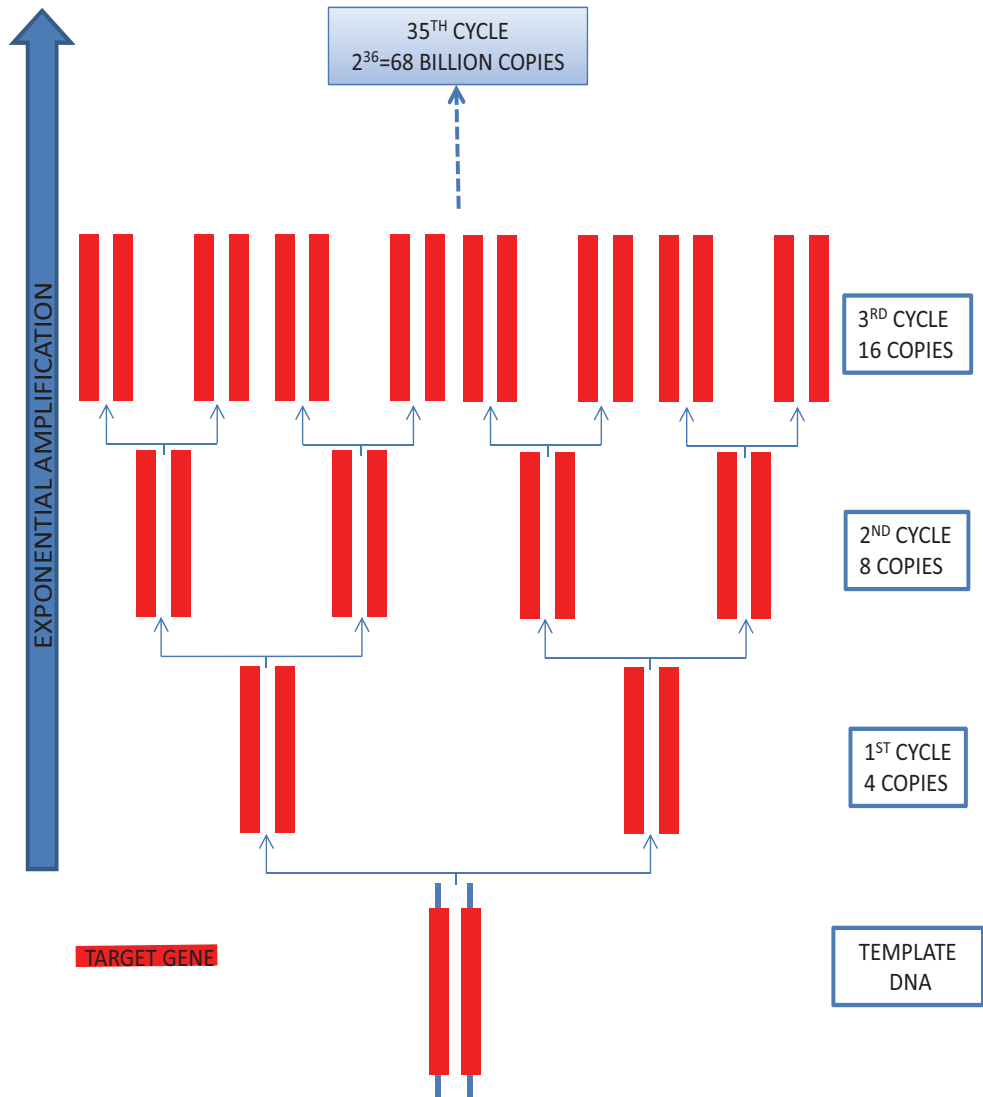 35TH CYCLE
2³⁶=68 BILLION COPIES
EXPONENTIAL AMPLIFICATION
3RD CYCLE
16 COPIES
2ND CYCLE
8 COPIES
1ST CYCLE
4 COPIES
TARGET GENE
TEMPLATE
DNA